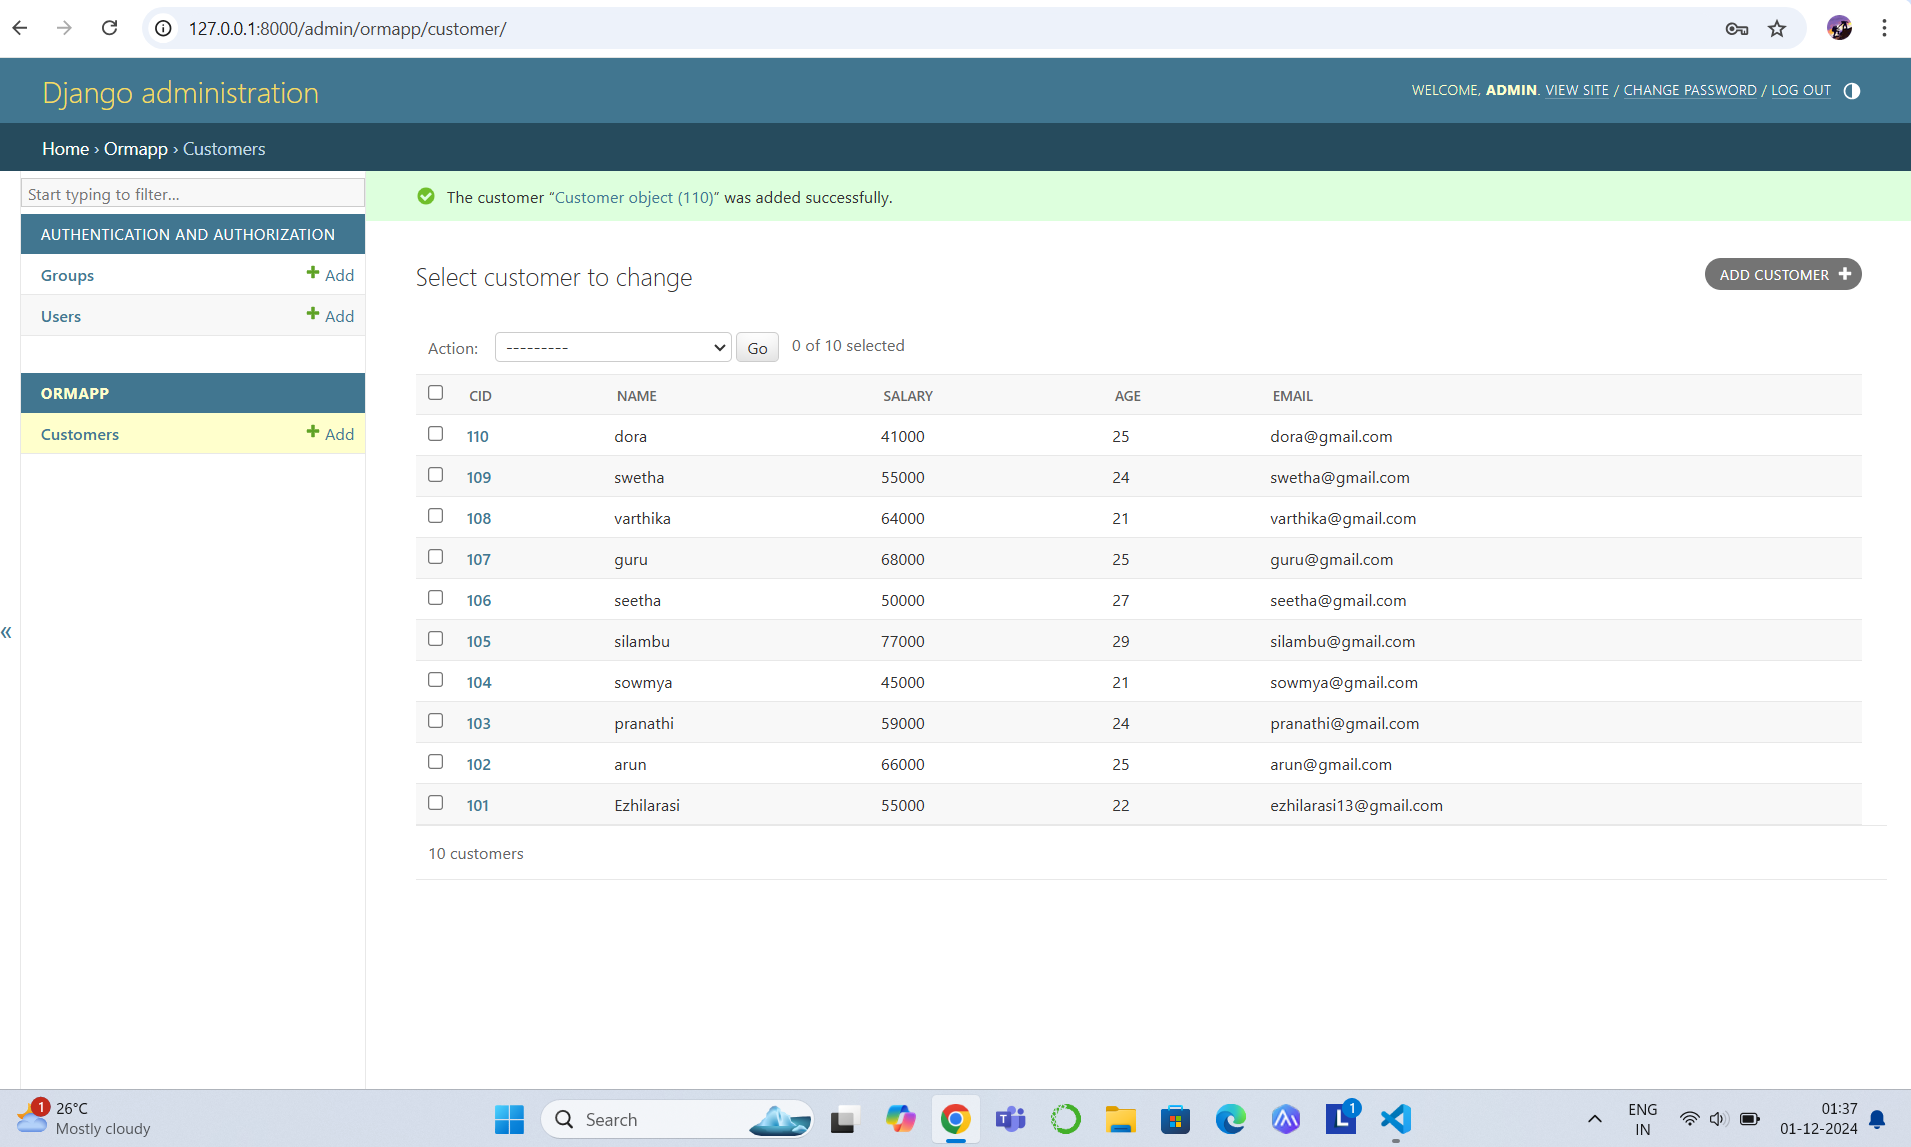 127.0.0.1:8000/admin/ormapp/customer/
Django administration
WELCOME, ADMIN. VIEW SITE / CHANGE PASSWORD / LOG OUT
Home › Ormapp › Customers
Start typing to filter...
AUTHENTICATION AND AUTHORIZATION
Groups Add
Users Add
ORMAPP
Customers Add
The customer “Customer object (110)” was added successfully.
Select customer to change
ADD CUSTOMER
Action: --------- Go 0 of 10 selected
CID NAME SALARY AGE EMAIL
110 dora 41000 25 dora@gmail.com
109 swetha 55000 24 swetha@gmail.com
108 varthika 64000 21 varthika@gmail.com
107 guru 68000 25 guru@gmail.com
106 seetha 50000 27 seetha@gmail.com
105 silambu 77000 29 silambu@gmail.com
104 sowmya 45000 21 sowmya@gmail.com
103 pranathi 59000 24 pranathi@gmail.com
102 arun 66000 25 arun@gmail.com
101 Ezhilarasi 55000 22 ezhilarasi13@gmail.com
10 customers
«
1
26°C
Mostly cloudy
Search
T
L 1
ENG
IN
01:37
01-12-2024